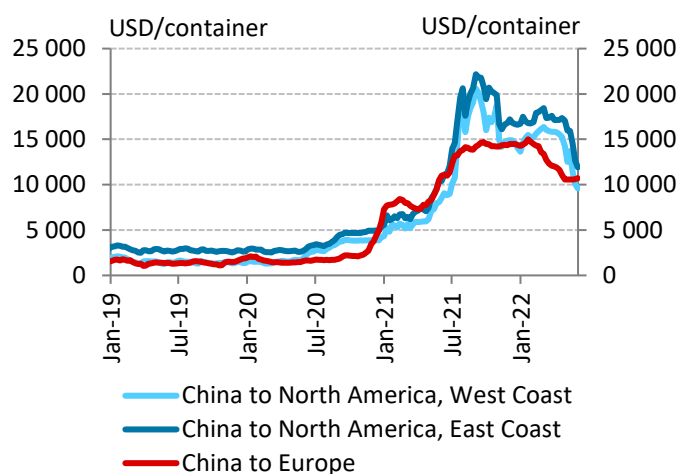 USD/container USD/container
25 000 25 000
20 000 20 000
15 000 15 000
10 000 10 000
5 000 5 000
0 0
Jan-19 Jul-19 Jan-20 Jul-20 Jan-21 Jul-21 Jan-22
China to North America, West Coast
China to North America, East Coast
China to Europe